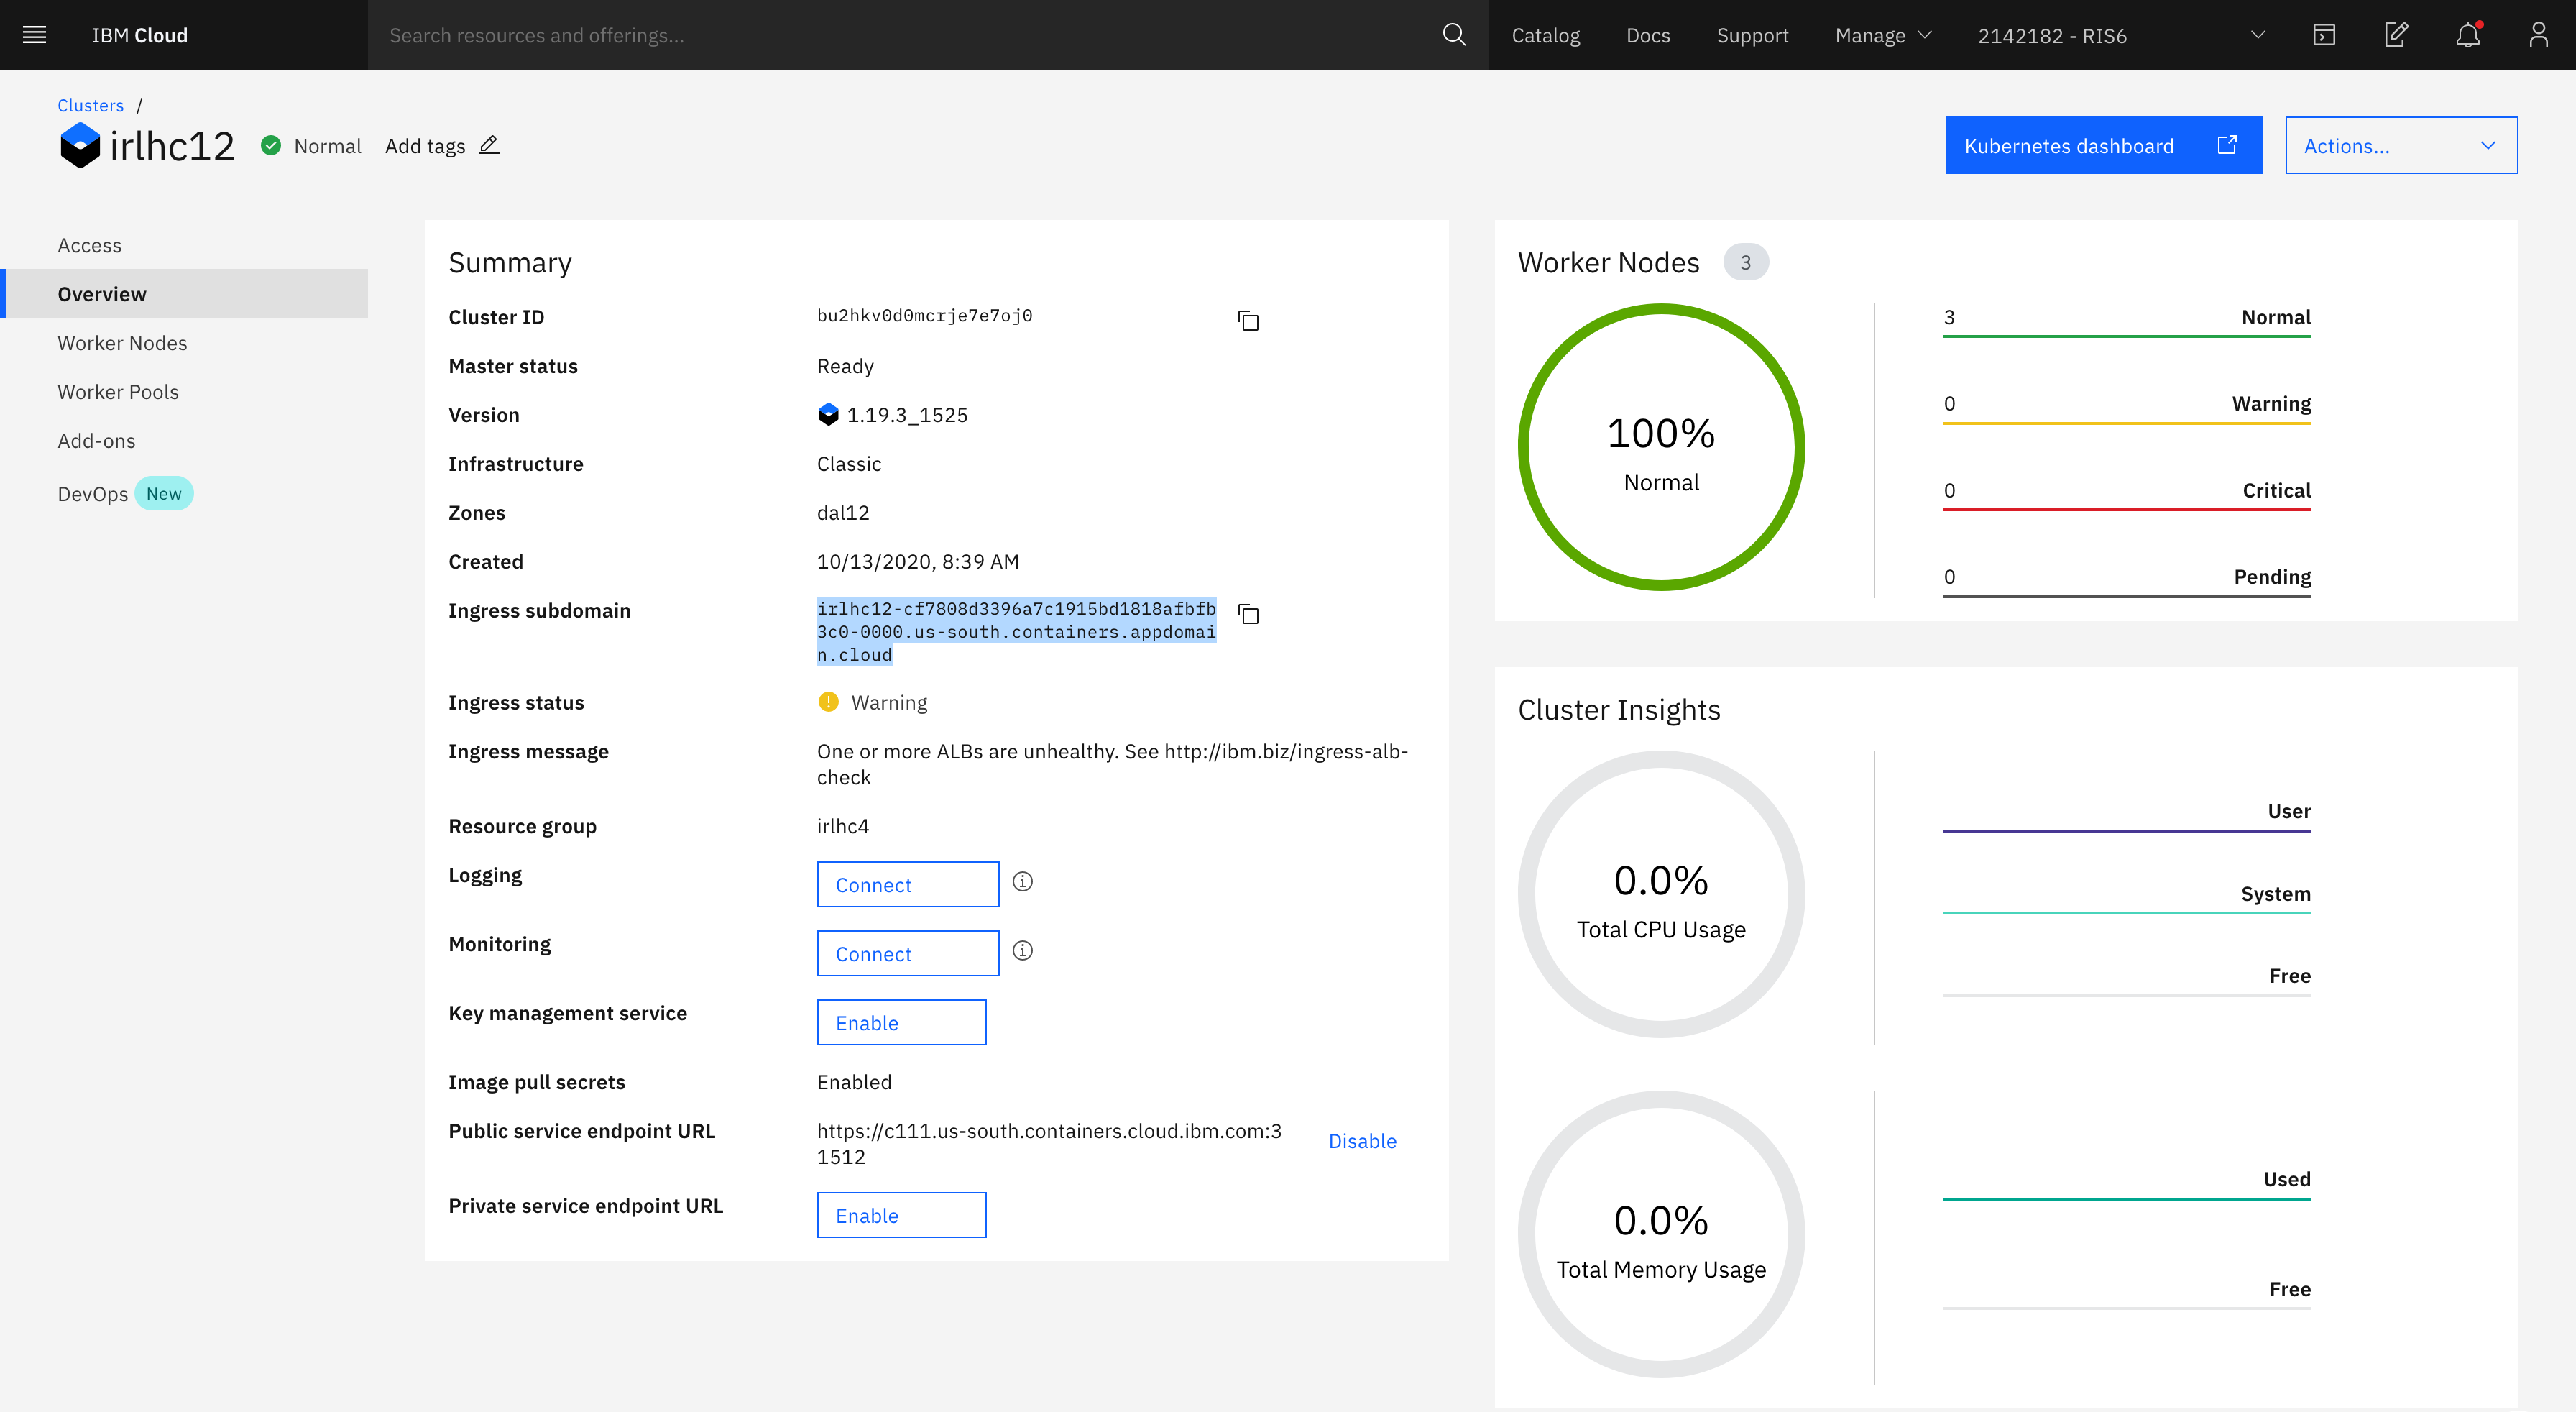 IBM Cloud
Search resources and offerings...
Catalog
Docs
Support
Manage
2142182 - RIS6
Clusters /
irlhc12
Normal
Add tags
Kubernetes dashboard
Actions...
Access
Overview
Worker Nodes
Worker Pools
Add-ons
DevOps New
Summary
Cluster ID
bu2hkv0d0mcrje7e7oj0
Master status
Ready
Version
1.19.3_1525
Infrastructure
Classic
Zones
dal12
Created
10/13/2020, 8:39 AM
Ingress subdomain
irlhc12-cf7808d3396a7c1915bd1818afbfb
3c0-0000.us-south.containers.appdomai
n.cloud
Ingress status
Warning
Ingress message
One or more ALBs are unhealthy. See http://ibm.biz/ingress-alb-
check
Resource group
irlhc4
Logging
Connect
Monitoring
Connect
Key management service
Enable
Image pull secrets
Enabled
Public service endpoint URL
https://c111.us-south.containers.cloud.ibm.com:3
1512
Disable
Private service endpoint URL
Enable
Worker Nodes 3
100%
Normal
3 Normal
0 Warning
0 Critical
0 Pending
Cluster Insights
0.0%
Total CPU Usage
User
System
Free
0.0%
Total Memory Usage
Used
Free